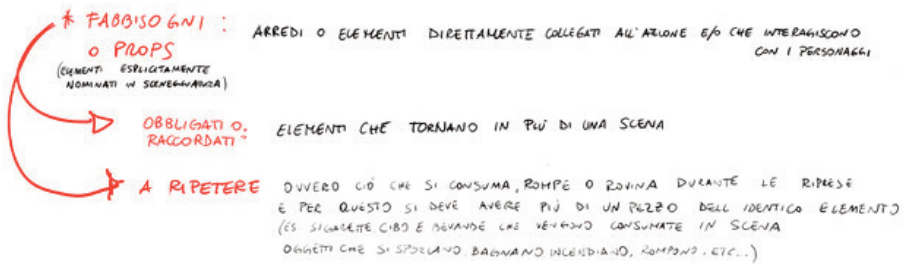 * FABBISOGNI :
O PROPS
(ELEMENTI ESPLICITAMENTE
NOMINATI IN SCENEGGIATURA)
ARREDI O ELEMENTI DIRETTAMENTE COLLEGATI ALL'AZIONE E/O CHE INTERAGISCONO
CON I PERSONAGGI
OBBLIGATI O
RACCORDATI
ELEMENTI CHE TORNANO IN PIÙ DI UNA SCENA
A RIPETERE
OVVERO CIÒ CHE SI CONSUMA, ROMPE O ROVINA DURANTE LE RIPRESE
E PER QUESTO SI DEVE AVERE PIÙ DI UN PEZZO DELL'IDENTICO ELEMENTO
(ES SIGARETTE CIBO E BEVANDE CHE VENGONO CONSUMATE IN SCENA
OGGETTI CHE SI SPORCANO, BAGNANO, INCENDIANO, ROMPONO, ETC..)